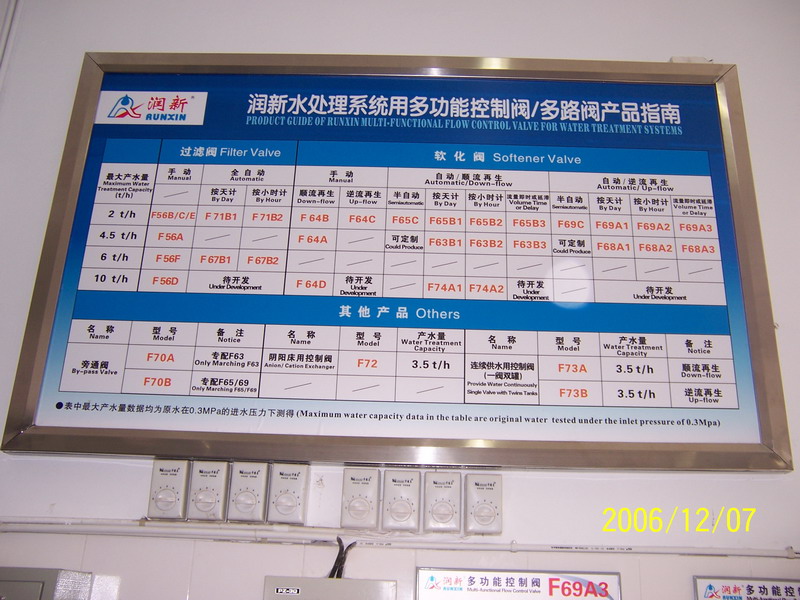 润新
RUNXIN
润新水处理系统用多功能控制阀/多路阀产品指南
PRODUCT GUIDE OF RUNXIN MULTI-FUNCTIONAL FLOW CONTROL VALVE FOR WATER TREATMENT SYSTEMS
过滤阀 Filter Valve 软化阀 Softener Valve
最大产水量
Maximum Water
Treatment Capacity
(t/h)
手动 全自动 手动 自动/顺流再生 自动/逆流再生
Manual Automatic Manual Automatic/Down-flow Automatic/Up-flow
按天计 按小时计 顺流再生 逆流再生 半自动 按天计 按小时计 流量即时或延滞 半自动 按天计 按小时计 流量即时或延滞
By Day By Hour Down-flow Up-flow Semiautomatic By Day By Hour Volume Time or Delay Semiautomatic By Day By Hour Volume Time or Delay
2 t/h F56B/C/E F71B1 F71B2 F64B F64C F65C F65B1 F65B2 F65B3 F69C F69A1 F69A2 F69A3
4.5 t/h F56A F64A 可定制 Could Produce F63B1 F63B2 F63B3 可定制 Could Produce F68A1 F68A2 F68A3
6 t/h F56F F67B1 F67B2
10 t/h F56D 待开发 Under Development F64D 待开发 Under Development F74A1 F74A2 待开发 Under Development 待开发 Under Development
其他产品 Others
名称 型号 备注 名称 型号 产水量 名称 型号 产水量 备注
Name Model Notice Name Model Water Treatment Capacity Name Model Water Treatment Capacity Notice
旁通阀
By-pass Valve
F70A 专配F63 Only Marching F63
F70B 专配F65/69 Only Marching F65/F69
阴阳床用控制阀
Anion/ Cation Exchanger
F72 3.5 t/h
连续供水用控制阀
(一阀双罐)
Provide Water Continuously
Single Valve with Twins Tanks
F73A 3.5 t/h 顺流再生 Down-flow
F73B 3.5 t/h 逆流再生 Up-flow
●表中最大产水量数据均为原水在0.3MPa的进水压力下测得 (Maximum water capacity data in the table are original water tested under the inlet pressure of 0.3Mpa)
2006/12/07
润新 多功能控制阀 F69A3
RUNXIN Multi-functional Flow Control Valve
润新 多功能控制阀
RUNXIN